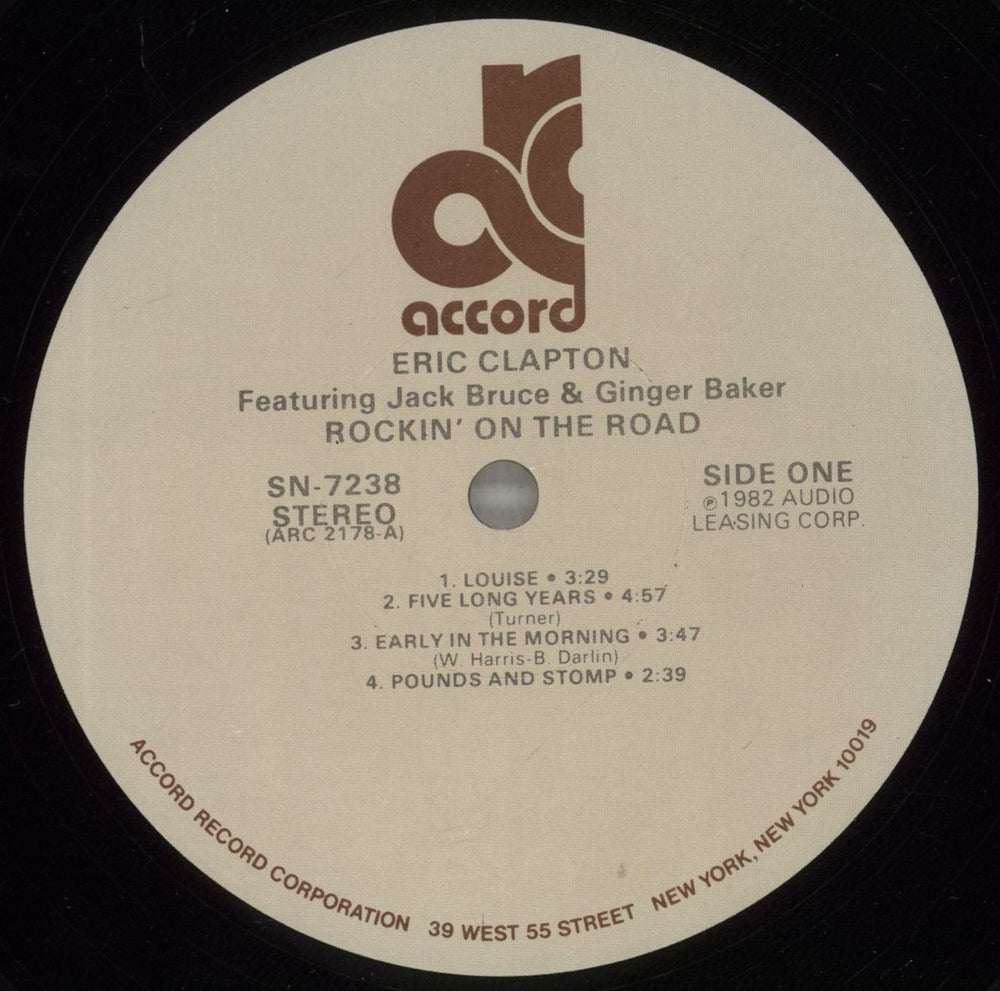 accord
ERIC CLAPTON
Featuring Jack Bruce & Ginger Baker
ROCKIN' ON THE ROAD
SN-7238
STEREO
(ARC 2178-A)
SIDE ONE
℗1982 AUDIO
LEASING CORP.
1. LOUISE • 3:29
2. FIVE LONG YEARS • 4:57
(Turner)
3. EARLY IN THE MORNING • 3:47
(W. Harris-B. Darlin)
4. POUNDS AND STOMP • 2:39
ACCORD RECORD CORPORATION 39 WEST 55 STREET NEW YORK, NEW YORK 10019